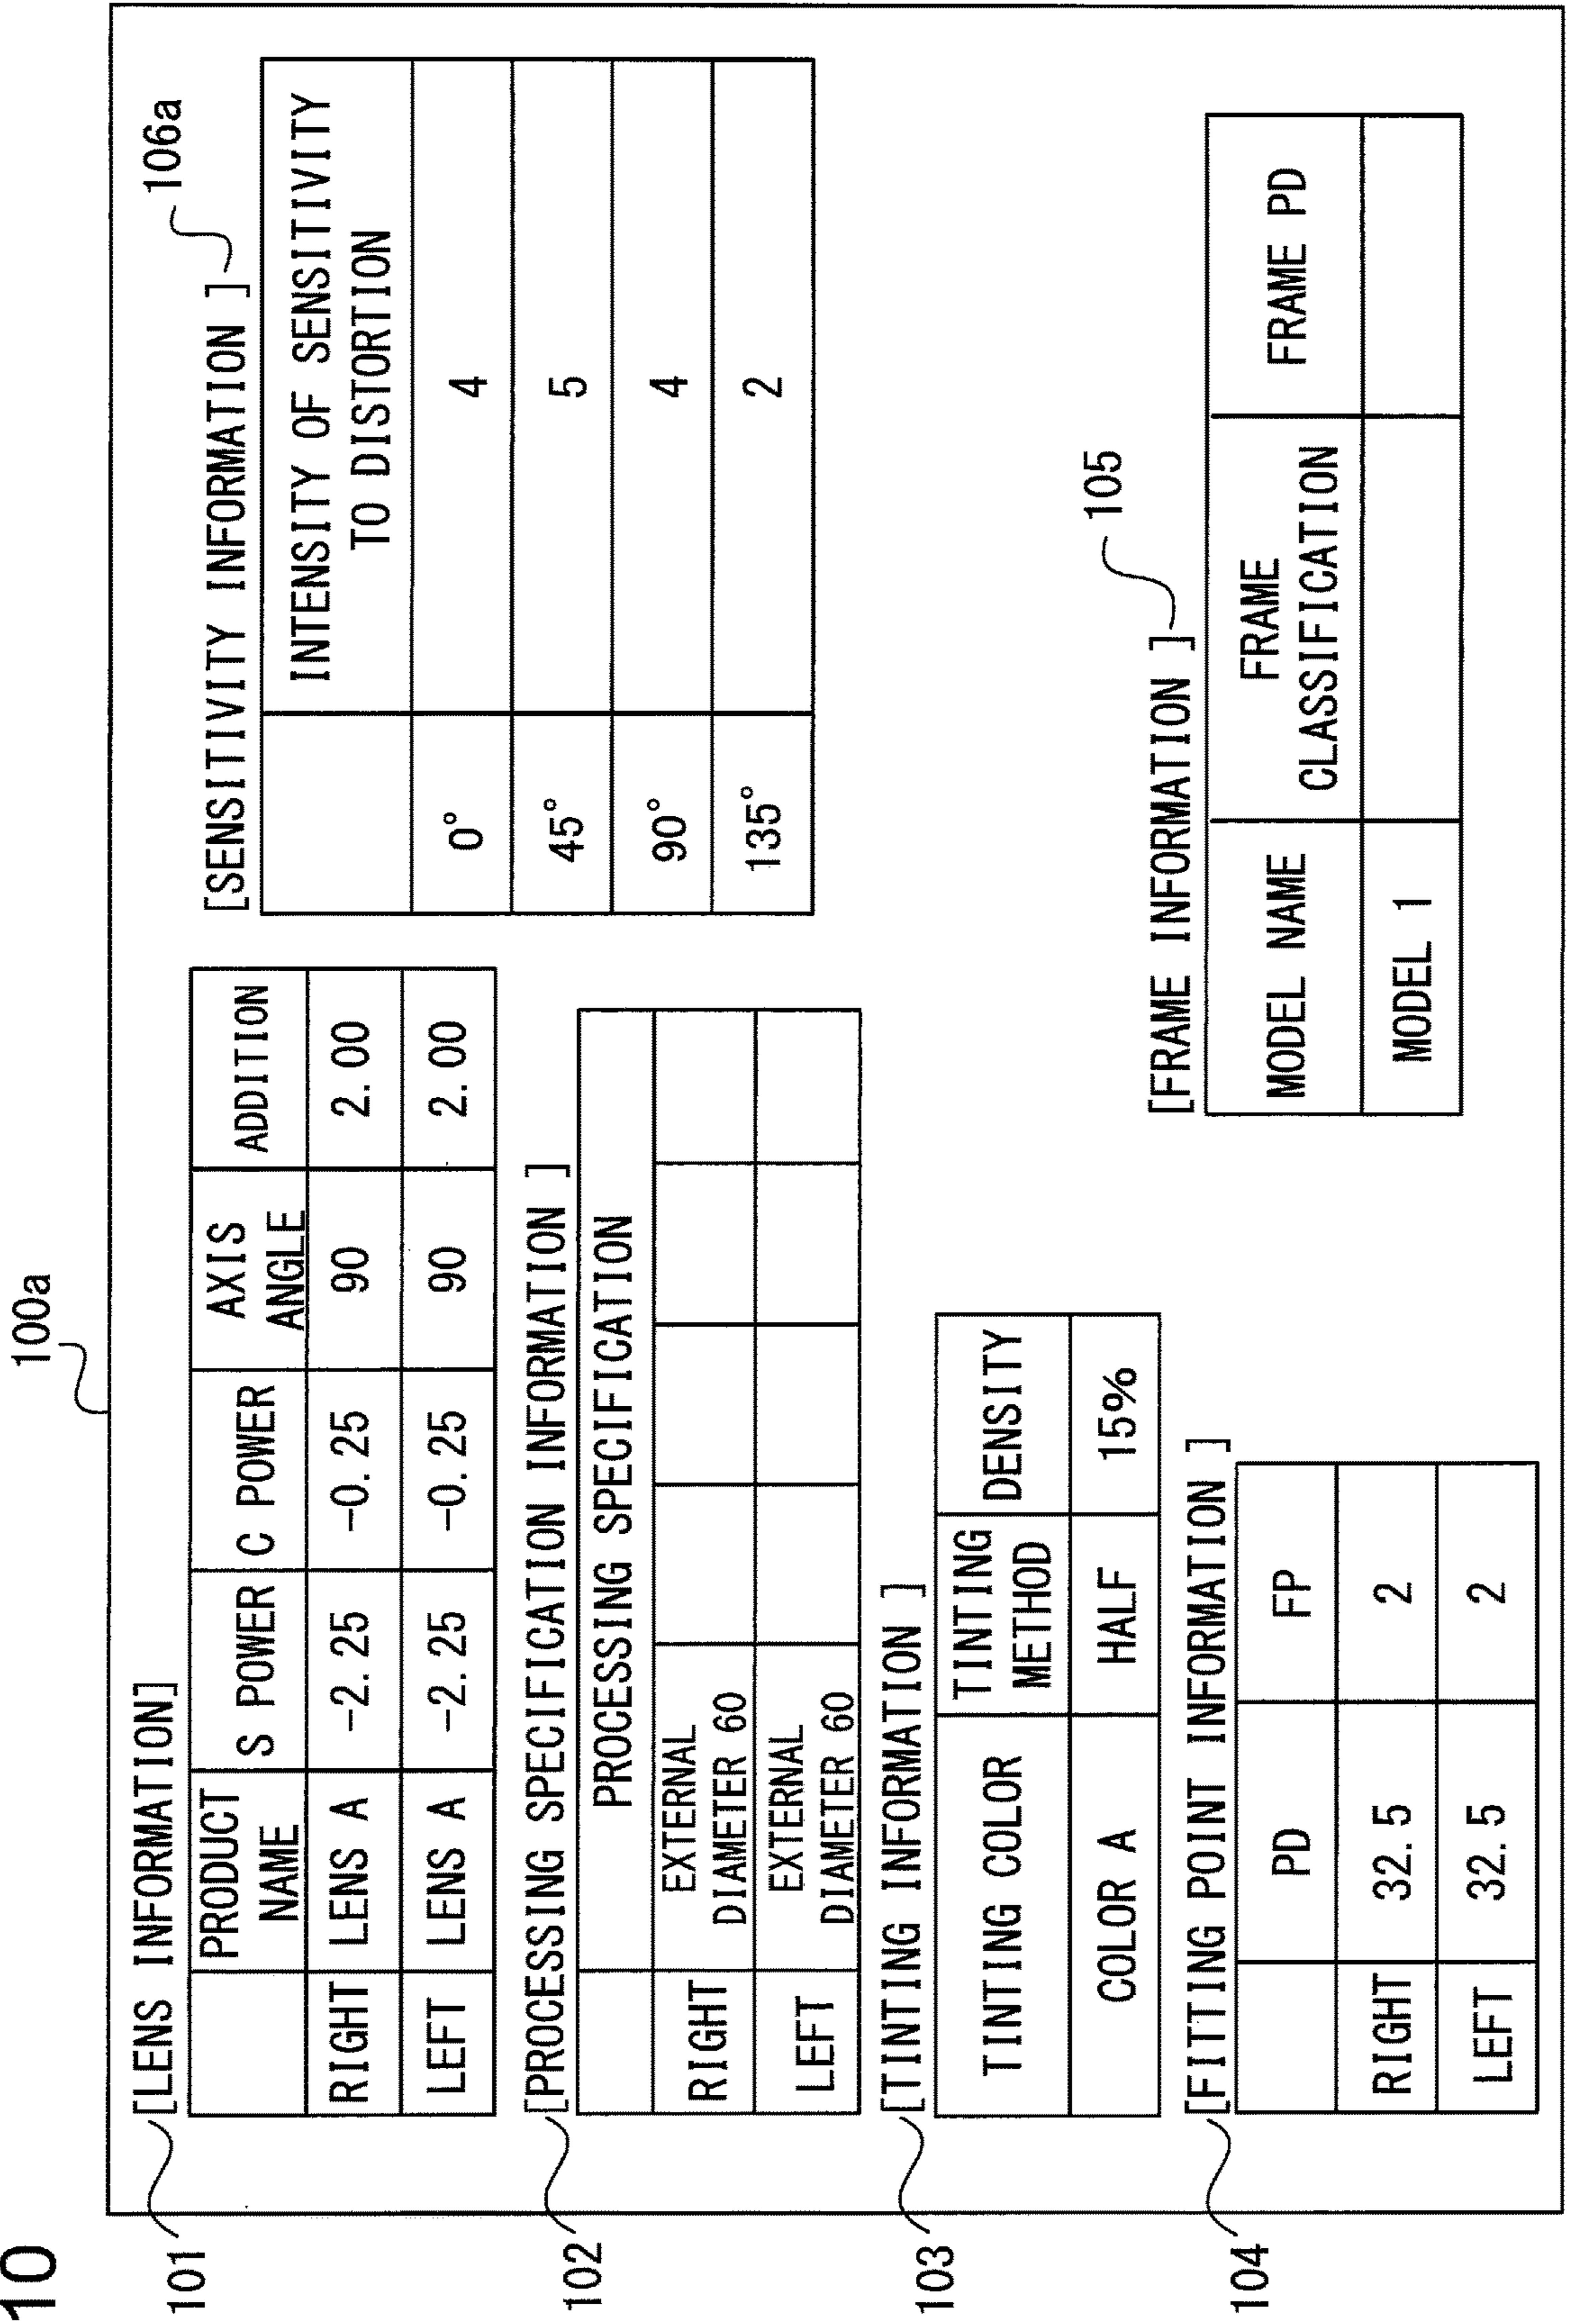 10
100a
101
[LENS INFORMATION]
PRODUCT NAME S POWER C POWER AXIS ANGLE ADDITION
RIGHT LENS A -2.25 -0.25 90 2.00
LEFT LENS A -2.25 -0.25 90 2.00
102
[PROCESSING SPECIFICATION INFORMATION ]
PROCESSING SPECIFICATION
RIGHT EXTERNAL DIAMETER 60
LEFT EXTERNAL DIAMETER 60
103
[TINTING INFORMATION ]
TINTING COLOR TINTING METHOD DENSITY
COLOR A HALF 15%
104
[FITTING POINT INFORMATION ]
PD FP
RIGHT 32.5 2
LEFT 32.5 2
[SENSITIVITY INFORMATION ]
106a
INTENSITY OF SENSITIVITY
TO DISTORTION
0° 4
45° 5
90° 4
135° 2
[FRAME INFORMATION ]
105
MODEL NAME FRAME CLASSIFICATION FRAME PD
MODEL 1